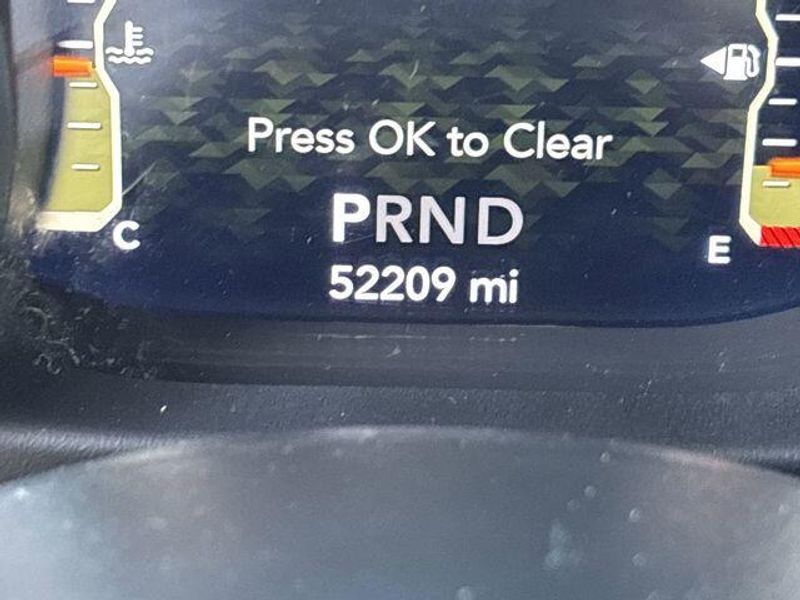 Press OK to Clear
PRND
C
E
52209 mi